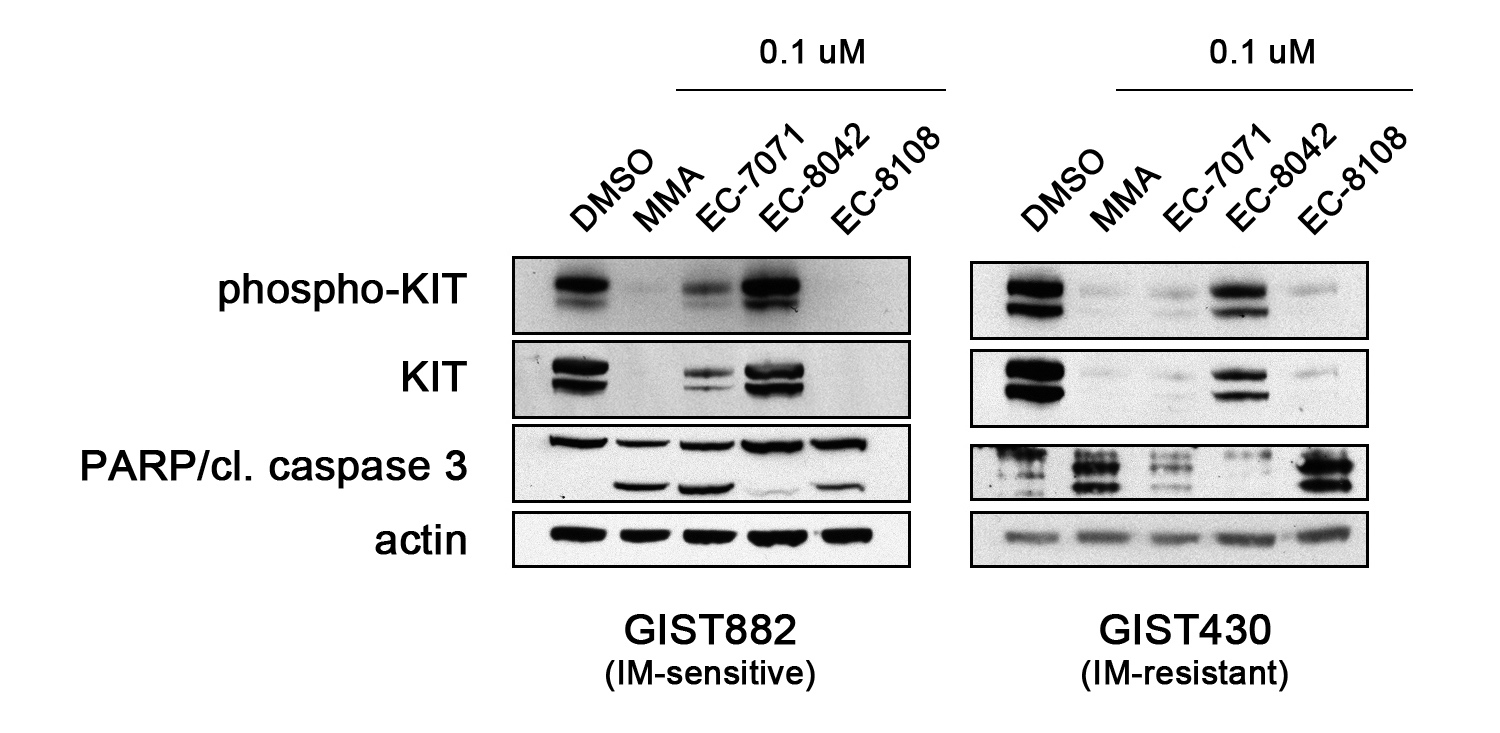 0.1 uM
0.1 uM
DMSO
MMA
EC-7071
EC-8042
EC-8108
DMSO
MMA
EC-7071
EC-8042
EC-8108
phospho-KIT
KIT
PARP/cl. caspase 3
actin
GIST882
(IM-sensitive)
GIST430
(IM-resistant)